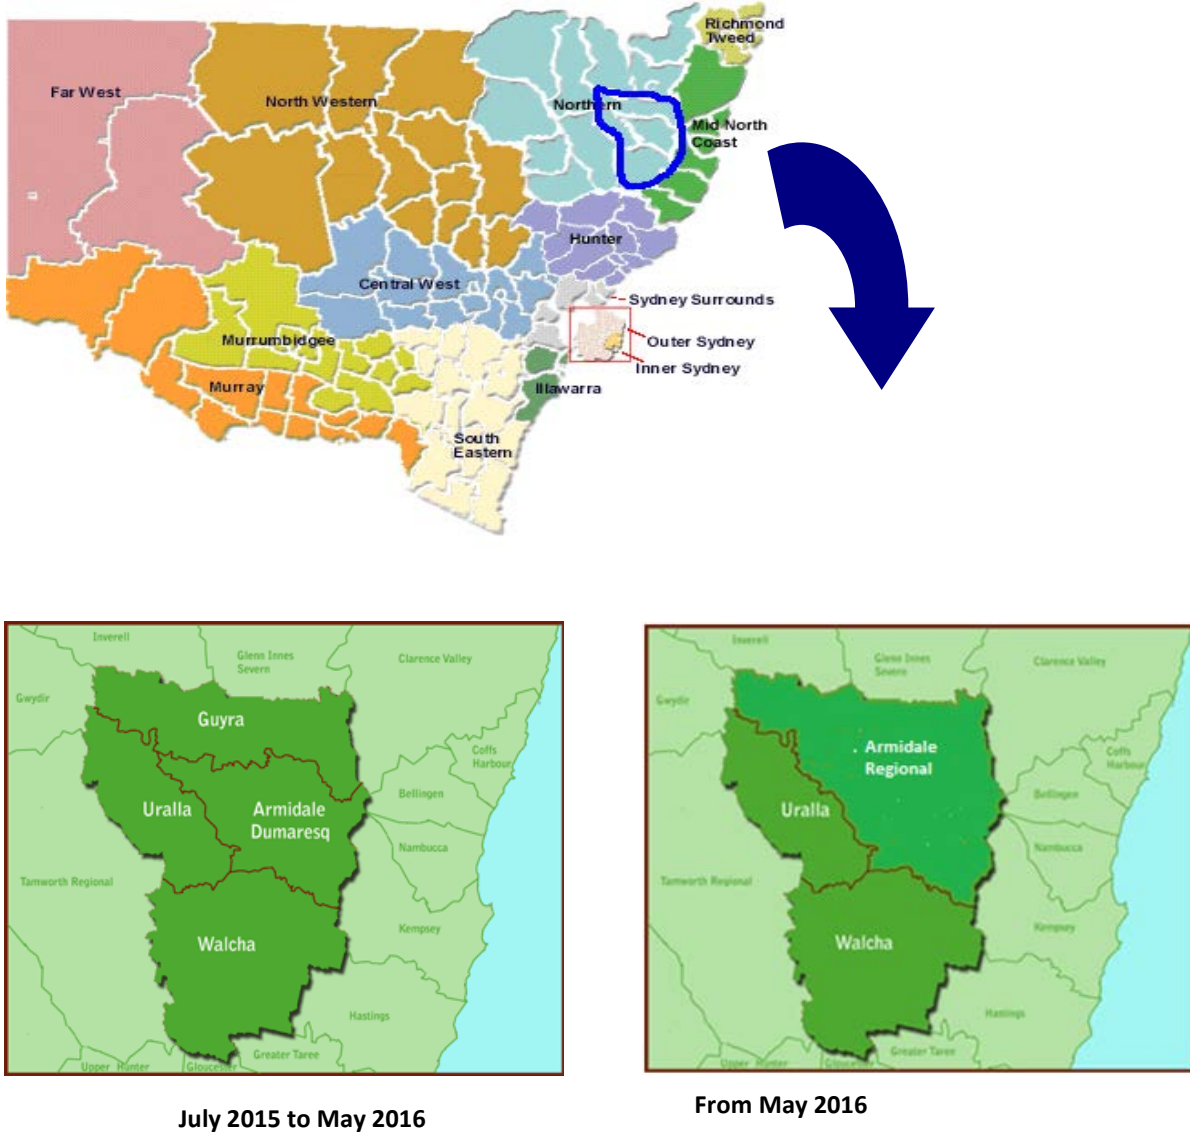 Richmond
Tweed
Far West
North Western
Northern
Mid North
Coast
Hunter
Central West
Sydney Surrounds
Murrumbidgee
Outer Sydney
Inner Sydney
Murray
Illawarra
South
Eastern
Inverell
Glenn Innes
Severn
Clarence Valley
Gwydir
Guyra
Coffs
Harbour
Uralla
Armidale
Dumaresq
Bellingen
Nambucca
Tamworth Regional
Walcha
Kempsey
Hastings
Greater Taree
Upper Hunter
Gloucester
July 2015 to May 2016
Inverell
Glenn Innes
Severn
Clarence Valley
Gwydir
Armidale
Regional
Coffs
Harbour
Uralla
Bellingen
Nambucca
Tamworth Regional
Walcha
Kempsey
Hastings
Greater Taree
Upper Hunter
Gloucester
From May 2016